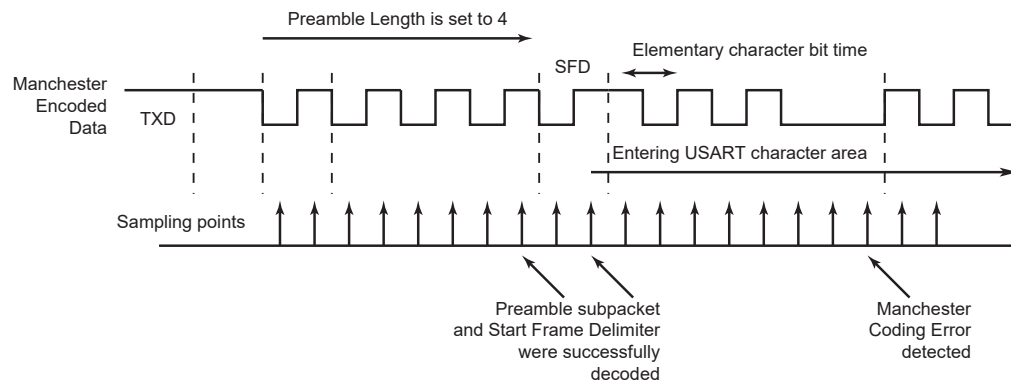 Preamble Length is set to 4
Elementary character bit time
SFD
Manchester
Encoded
Data
TXD
Entering USART character area
Sampling points
Preamble subpacket
and Start Frame Delimiter
were successfully
decoded
Manchester
Coding Error
detected